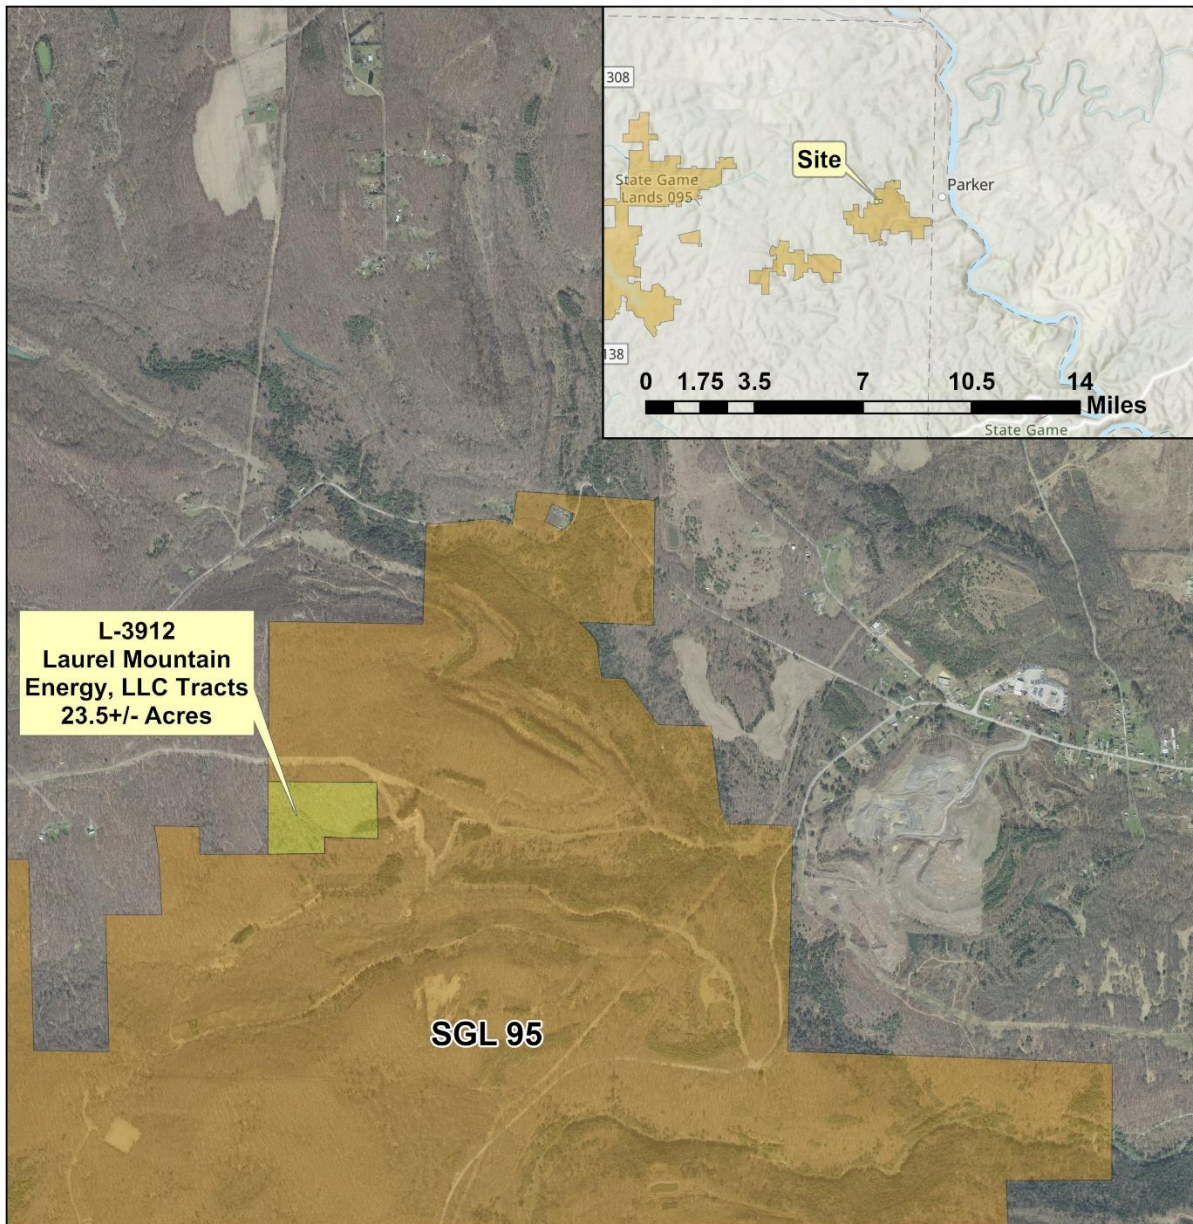 308
Site
State Game
Lands 095
Parker
138
0 1.75 3.5 7 10.5 14
Miles
State Game
L-3912
Laurel Mountain
Energy, LLC Tracts
23.5+/- Acres
SGL 95